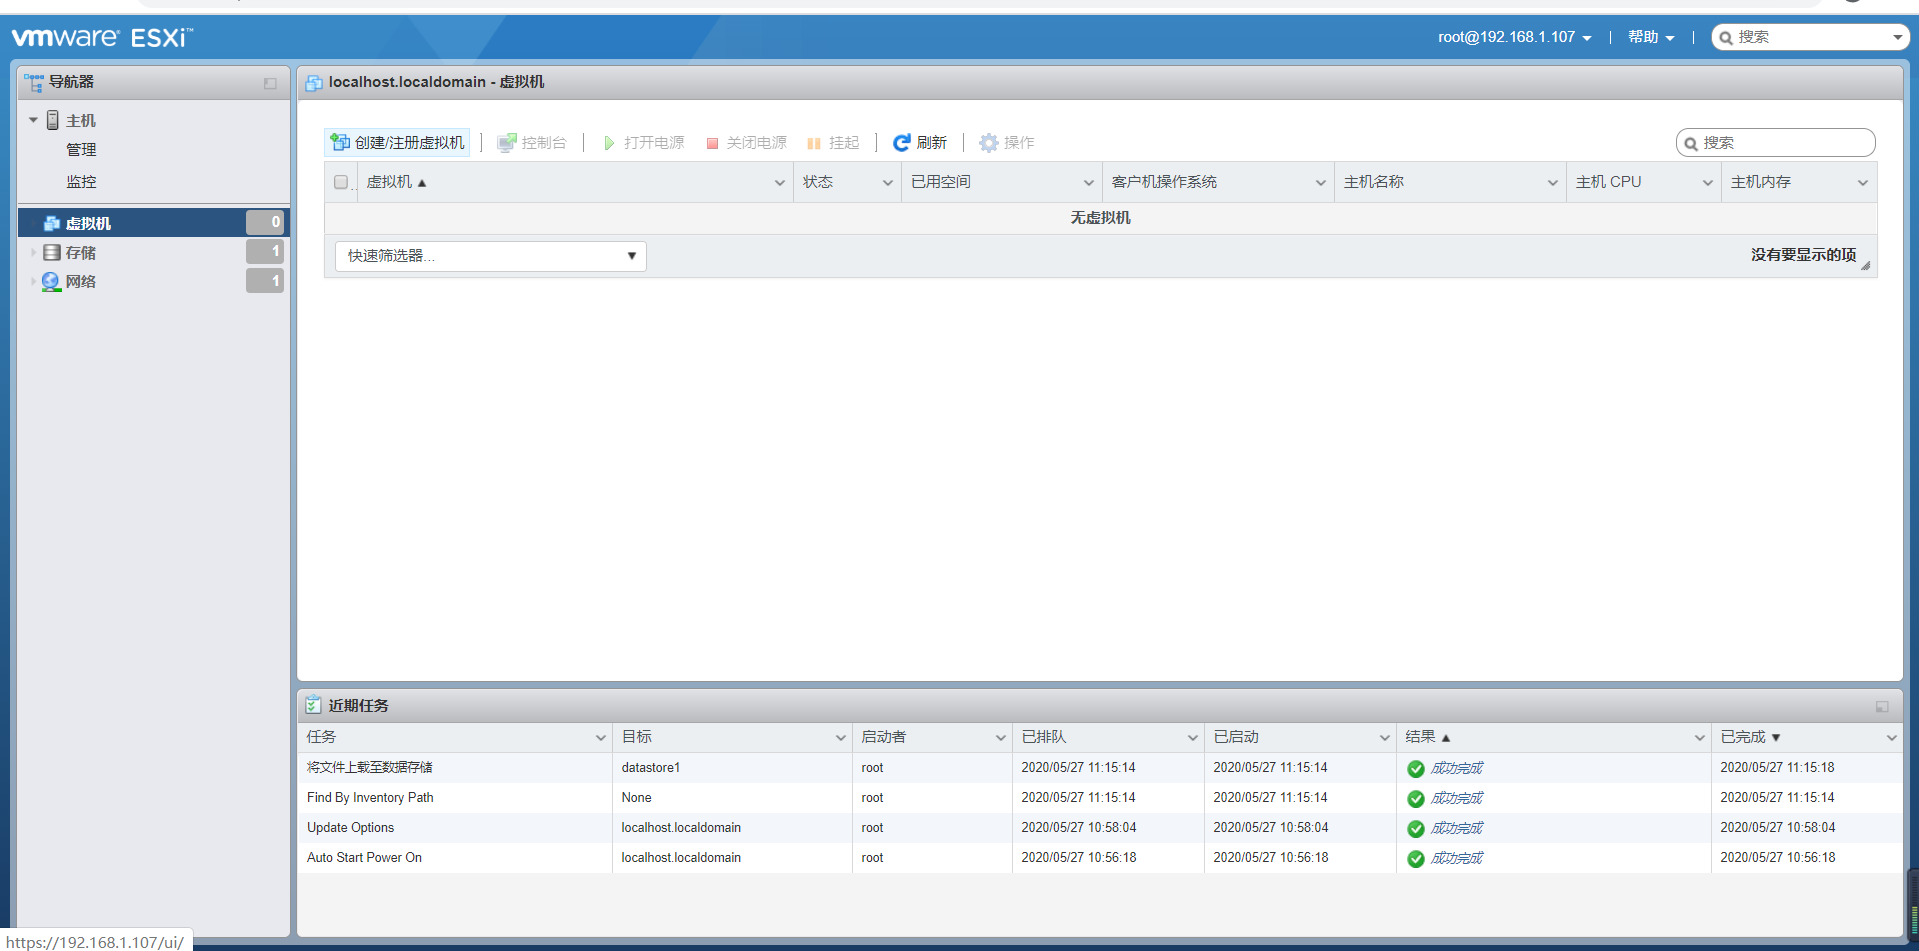 vmware ESXi™
root@192.168.1.107 | 帮助 | 搜索
导航器
主机
管理
监控
虚拟机 0
存储 1
网络 1
localhost.localdomain - 虚拟机
创建/注册虚拟机 | 控制台 | 打开电源 关闭电源 挂起 | 刷新 | 操作 搜索
虚拟机 ▲ 状态 已用空间 客户机操作系统 主机名称 主机 CPU 主机内存
无虚拟机
快速筛选器... 没有要显示的项
近期任务
任务 目标 启动者 已排队 已启动 结果 ▲ 已完成 ▼
将文件上载至数据存储 datastore1 root 2020/05/27 11:15:14 2020/05/27 11:15:14 成功完成 2020/05/27 11:15:18
Find By Inventory Path None root 2020/05/27 11:15:14 2020/05/27 11:15:14 成功完成 2020/05/27 11:15:14
Update Options localhost.localdomain root 2020/05/27 10:58:04 2020/05/27 10:58:04 成功完成 2020/05/27 10:58:04
Auto Start Power On localhost.localdomain root 2020/05/27 10:56:18 2020/05/27 10:56:18 成功完成 2020/05/27 10:56:18
https://192.168.1.107/ui/